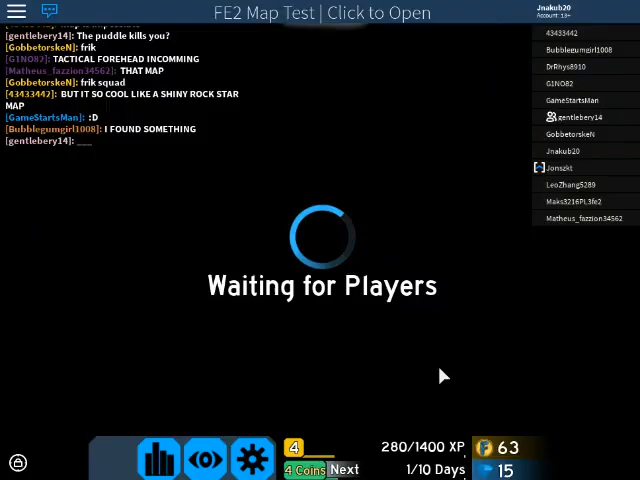 FE2 Map Test | Click to Open
Jnakub20
Account: 13+
[gentlebery14]: The puddle kills you?
[GobbetorskeN]: frik
[G1NO82]: TACTICAL FOREHEAD INCOMMING
[Matheus_fazzion34562]: THAT MAP
[GobbetorskeN]: frik squad
[43433442]: BUT IT SO COOL LIKE A SHINY ROCK STAR
MAP
[GameStartsMan]: :D
[Bubblegumgirl1008]: I FOUND SOMETHING
[gentlebery14]: ___
43433442
Bubblegumgirl1008
DrRhys8910
G1NO82
GameStartsMan
gentlebery14
GobbetorskeN
Jnakub20
Jonszkt
LeoZhang5289
Maks3216PL3fe2
Matheus_fazzion34562
Waiting for Players
4
280/1400 XP
63
4 Coins Next
1/10 Days
15